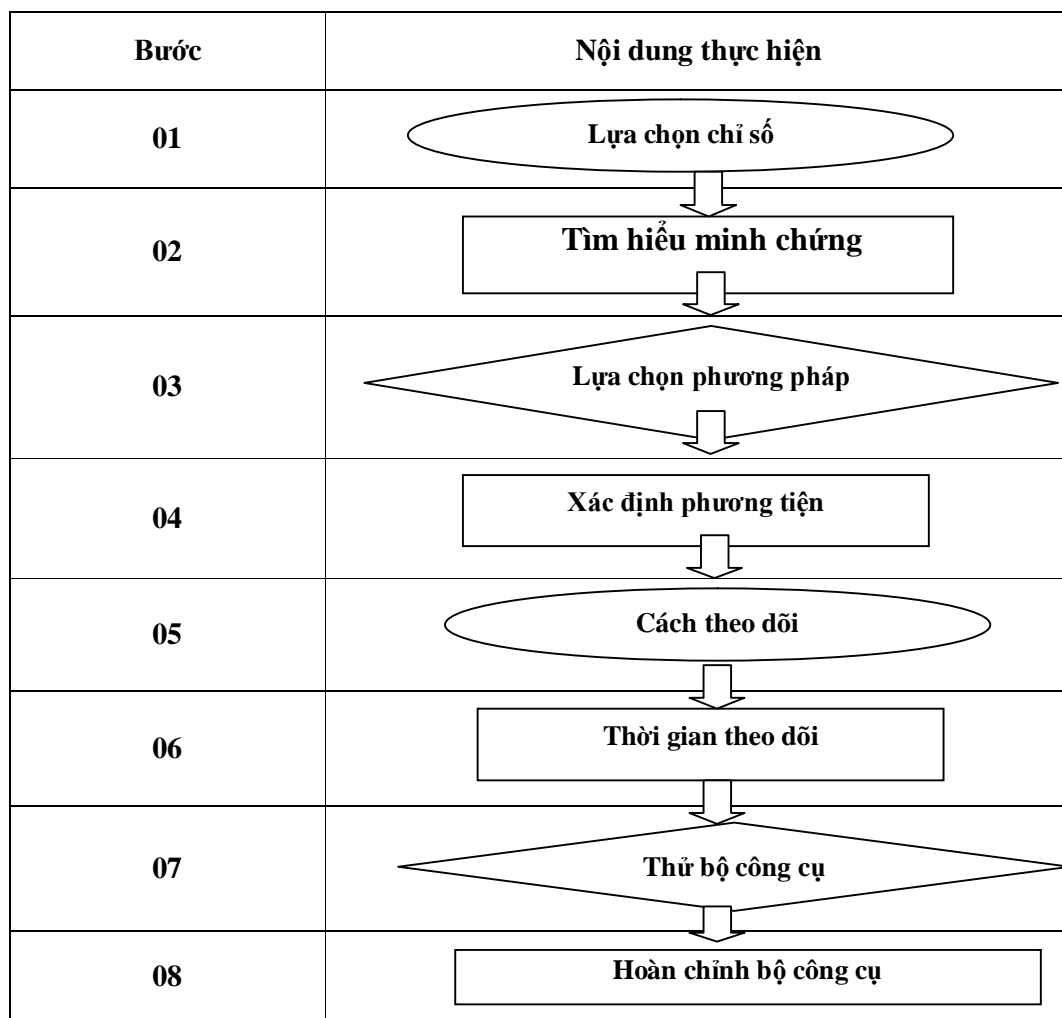 Bước
Nội dung thực hiện
01
Lựa chọn chỉ số
02
Tìm hiểu minh chứng
03
Lựa chọn phương pháp
04
Xác định phương tiện
05
Cách theo dõi
06
Thời gian theo dõi
07
Thử bộ công cụ
08
Hoàn chỉnh bộ công cụ